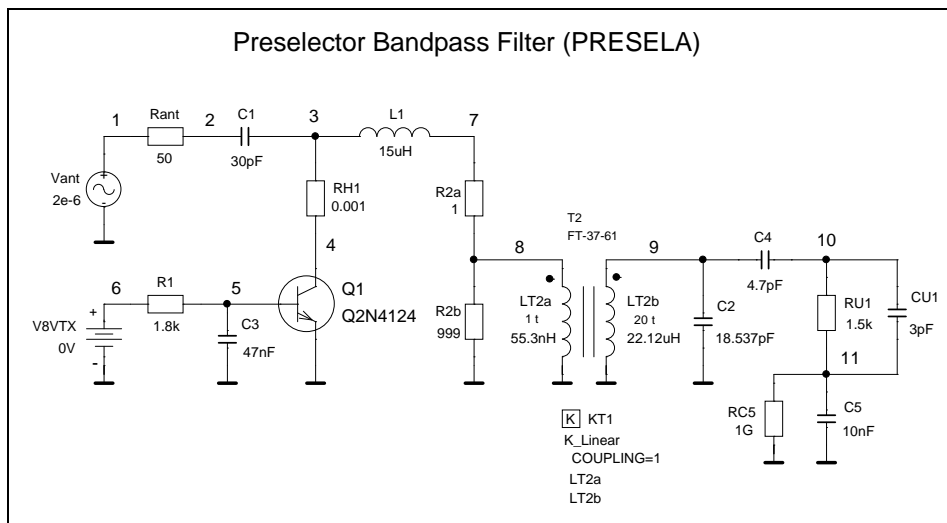 Preselector Bandpass Filter (PRESELA)
1
Rant
50
2
C1
30pF
3
L1
15uH
7
Vant
2e-6
+
-
RH1
0.001
R2a
1
4
T2
FT-37-61
8
9
C4
4.7pF
10
6
R1
1.8k
5
Q1
Q2N4124
R2b
999
LT2a
1 t
55.3nH
LT2b
20 t
22.12uH
C2
18.537pF
RU1
1.5k
CU1
3pF
+
V8VTX
0V
-
C3
47nF
11
RC5
1G
C5
10nF
K KT1
K_Linear
COUPLING=1
LT2a
LT2b